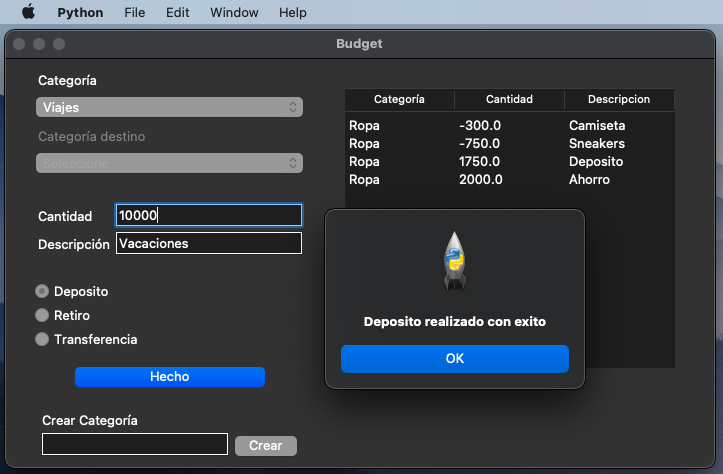 Python File Edit Window Help
Budget
Categoría
Viajes
Categoría destino
Seleccione
Cantidad 10000
Descripción Vacaciones
Deposito
Retiro
Transferencia
Hecho
Crear Categoría
Crear
Categoría Cantidad Descripcion
Ropa -300.0 Camiseta
Ropa -750.0 Sneakers
Ropa 1750.0 Deposito
Ropa 2000.0 Ahorro
Deposito realizado con exito
OK